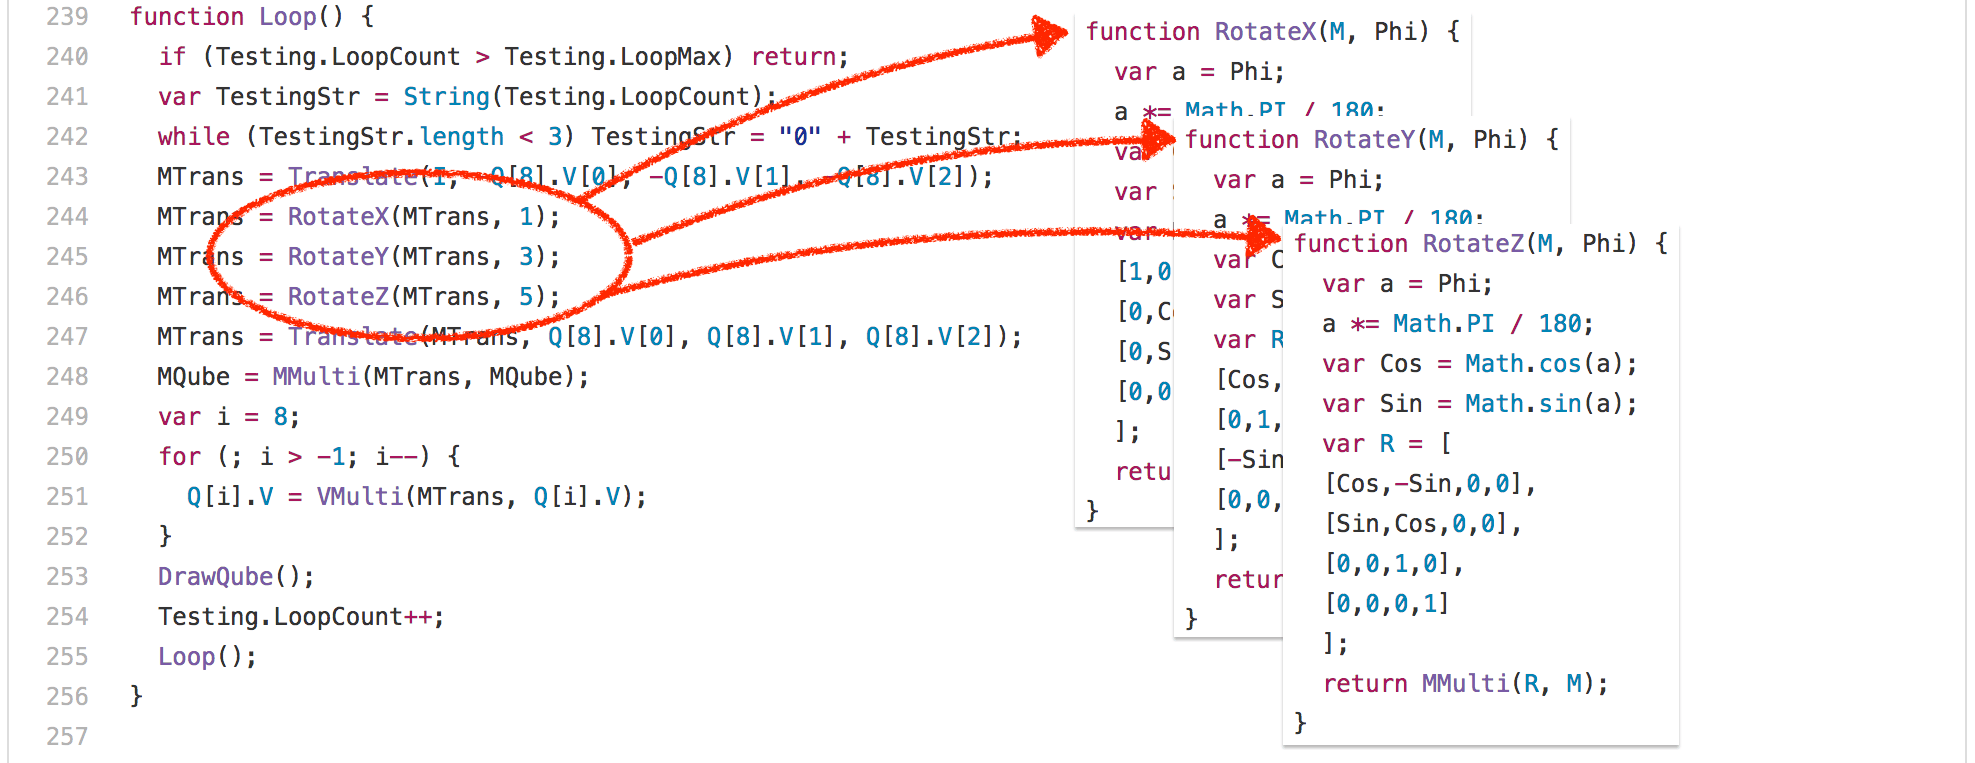 239 function Loop() {
240 if (Testing.LoopCount > Testing.LoopMax) return;
241 var TestingStr = String(Testing.LoopCount);
242 while (TestingStr.length < 3) TestingStr = "0" + TestingStr;
243 MTrans = Translate(I, -Q[8].V[0], -Q[8].V[1], -Q[8].V[2]);
244 MTrans = RotateX(MTrans, 1);
245 MTrans = RotateY(MTrans, 3);
246 MTrans = RotateZ(MTrans, 5);
247 MTrans = Translate(MTrans, Q[8].V[0], Q[8].V[1], Q[8].V[2]);
248 MQube = MMulti(MTrans, MQube);
249 var i = 8;
250 for (; i > -1; i--) {
251 Q[i].V = VMulti(MTrans, Q[i].V);
252 }
253 DrawQube();
254 Testing.LoopCount++;
255 Loop();
256 }
257
function RotateX(M, Phi) {
var a = Phi;
a *= Math.PI / 180;
var
var
var
[1,0
[0,C
[0,S
[0,0
];
retu
}
function RotateY(M, Phi) {
var a = Phi;
a *= Math.PI / 180;
var C
var S
var R
[Cos,
[0,1,
[-Sin
[0,0,
];
retur
}
function RotateZ(M, Phi) {
var a = Phi;
a *= Math.PI / 180;
var Cos = Math.cos(a);
var Sin = Math.sin(a);
var R = [
[Cos,-Sin,0,0],
[Sin,Cos,0,0],
[0,0,1,0],
[0,0,0,1]
];
return MMulti(R, M);
}